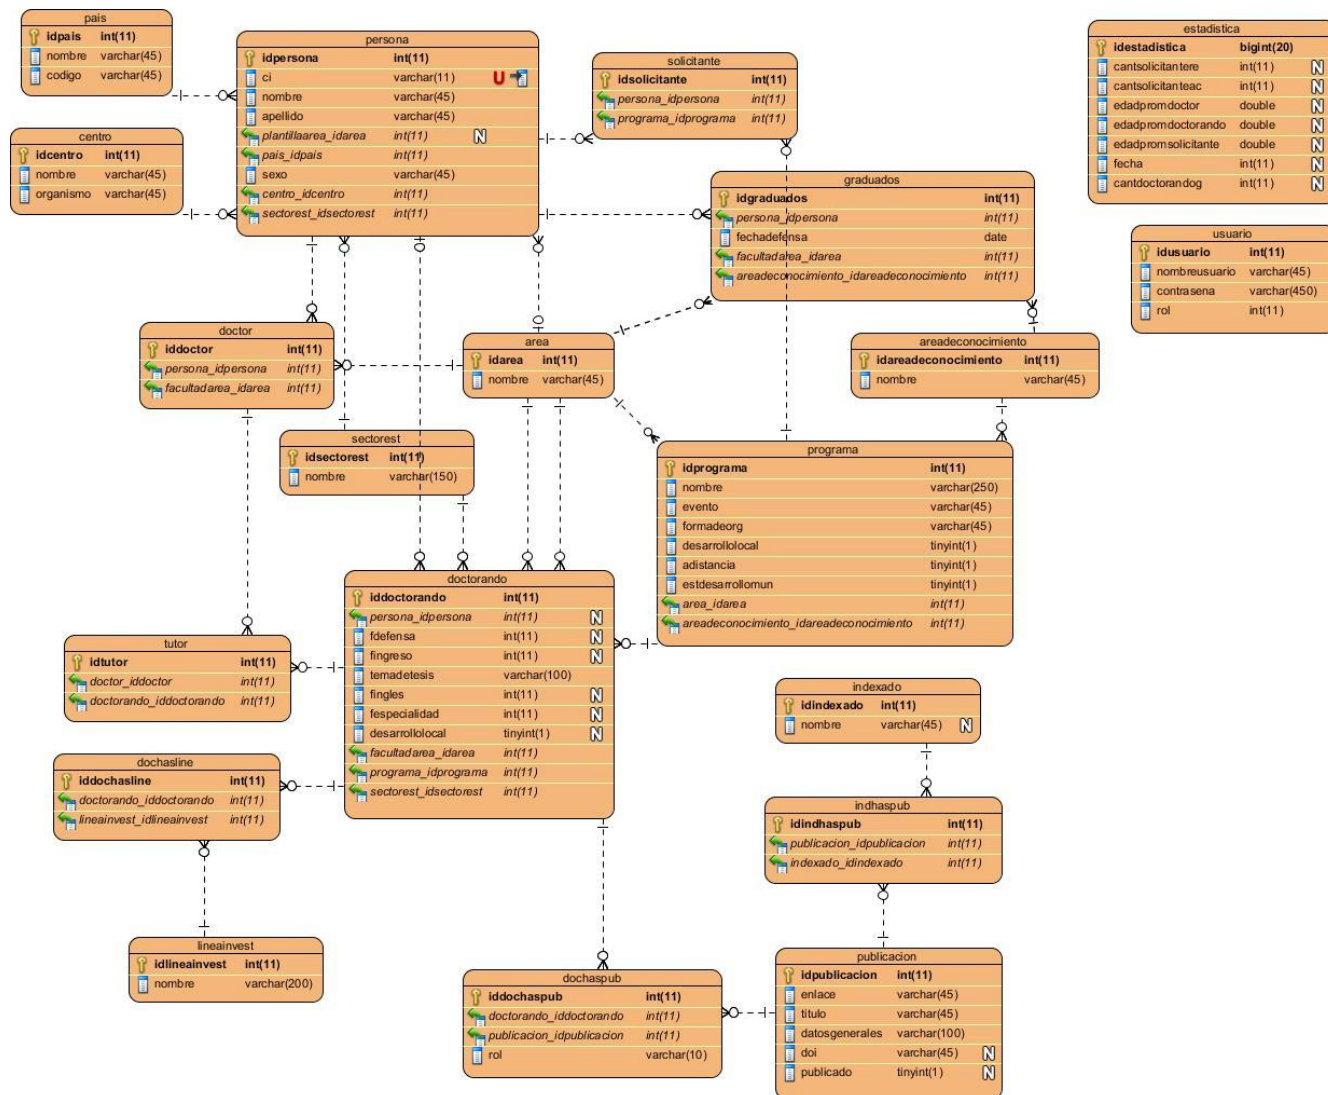 pais
idpais int(11)
nombre varchar(45)
codigo varchar(45)
persona
idpersona int(11)
ci varchar(11) U
nombre varchar(45)
apellido varchar(45)
plantillaarea_idarea int(11) N
pais_idpais int(11)
sexo varchar(45)
centro_idcentro int(11)
sectorest_idsectorest int(11)
solicitante
idsolicitante int(11)
persona_idpersona int(11)
programa_idprograma int(11)
estadistica
idestadistica bigint(20)
cantsolicitantere int(11) N
cantsolicitanteac int(11) N
edadpromdoctor double N
edadpromdoctorando double N
edadpromsolicitante double N
fecha int(11) N
cantdoctorandog int(11) N
centro
idcentro int(11)
nombre varchar(45)
organismo varchar(45)
graduados
idgraduados int(11)
persona_idpersona int(11)
fechadefensa date
facultadarea_idarea int(11)
areadeconocimiento_idareadeconocimiento int(11)
usuario
idusuario int(11)
nombreusuario varchar(45)
contrasena varchar(450)
rol int(11)
doctor
iddoctor int(11)
persona_idpersona int(11)
facultadarea_idarea int(11)
area
idarea int(11)
nombre varchar(45)
areadeconocimiento
idareadeconocimiento int(11)
nombre varchar(45)
sectorest
idsectorest int(11)
nombre varchar(150)
programa
idprograma int(11)
nombre varchar(250)
evento varchar(45)
formadeorg varchar(45)
desarrollolocal tinyint(1)
adistancia tinyint(1)
estdesarrollomun tinyint(1)
area_idarea int(11)
areadeconocimiento_idareadeconocimiento int(11)
doctorando
iddoctorando int(11)
persona_idpersona int(11) N
fdefensa int(11) N
fingreso int(11) N
temadetesis varchar(100)
fingles int(11) N
fespecialidad int(11) N
desarrollolocal tinyint(1) N
facultadarea_idarea int(11)
programa_idprograma int(11)
sectorest_idsectorest int(11)
tutor
idtutor int(11)
doctor_iddoctor int(11)
doctorando_iddoctorando int(11)
indexado
idindexado int(11)
nombre varchar(45) N
dochasline
iddochasline int(11)
doctorando_iddoctorando int(11)
lineainvest_idlineainvest int(11)
indhaspub
idindhaspub int(11)
publicacion_idpublicacion int(11)
indexado_idindexado int(11)
lineainvest
idlineainvest int(11)
nombre varchar(200)
dochaspub
iddochaspub int(11)
doctorando_iddoctorando int(11)
publicacion_idpublicacion int(11)
rol varchar(10)
publicacion
idpublicacion int(11)
enlace varchar(45)
titulo varchar(45)
datosgenerales varchar(100)
doi varchar(45) N
publicado tinyint(1) N